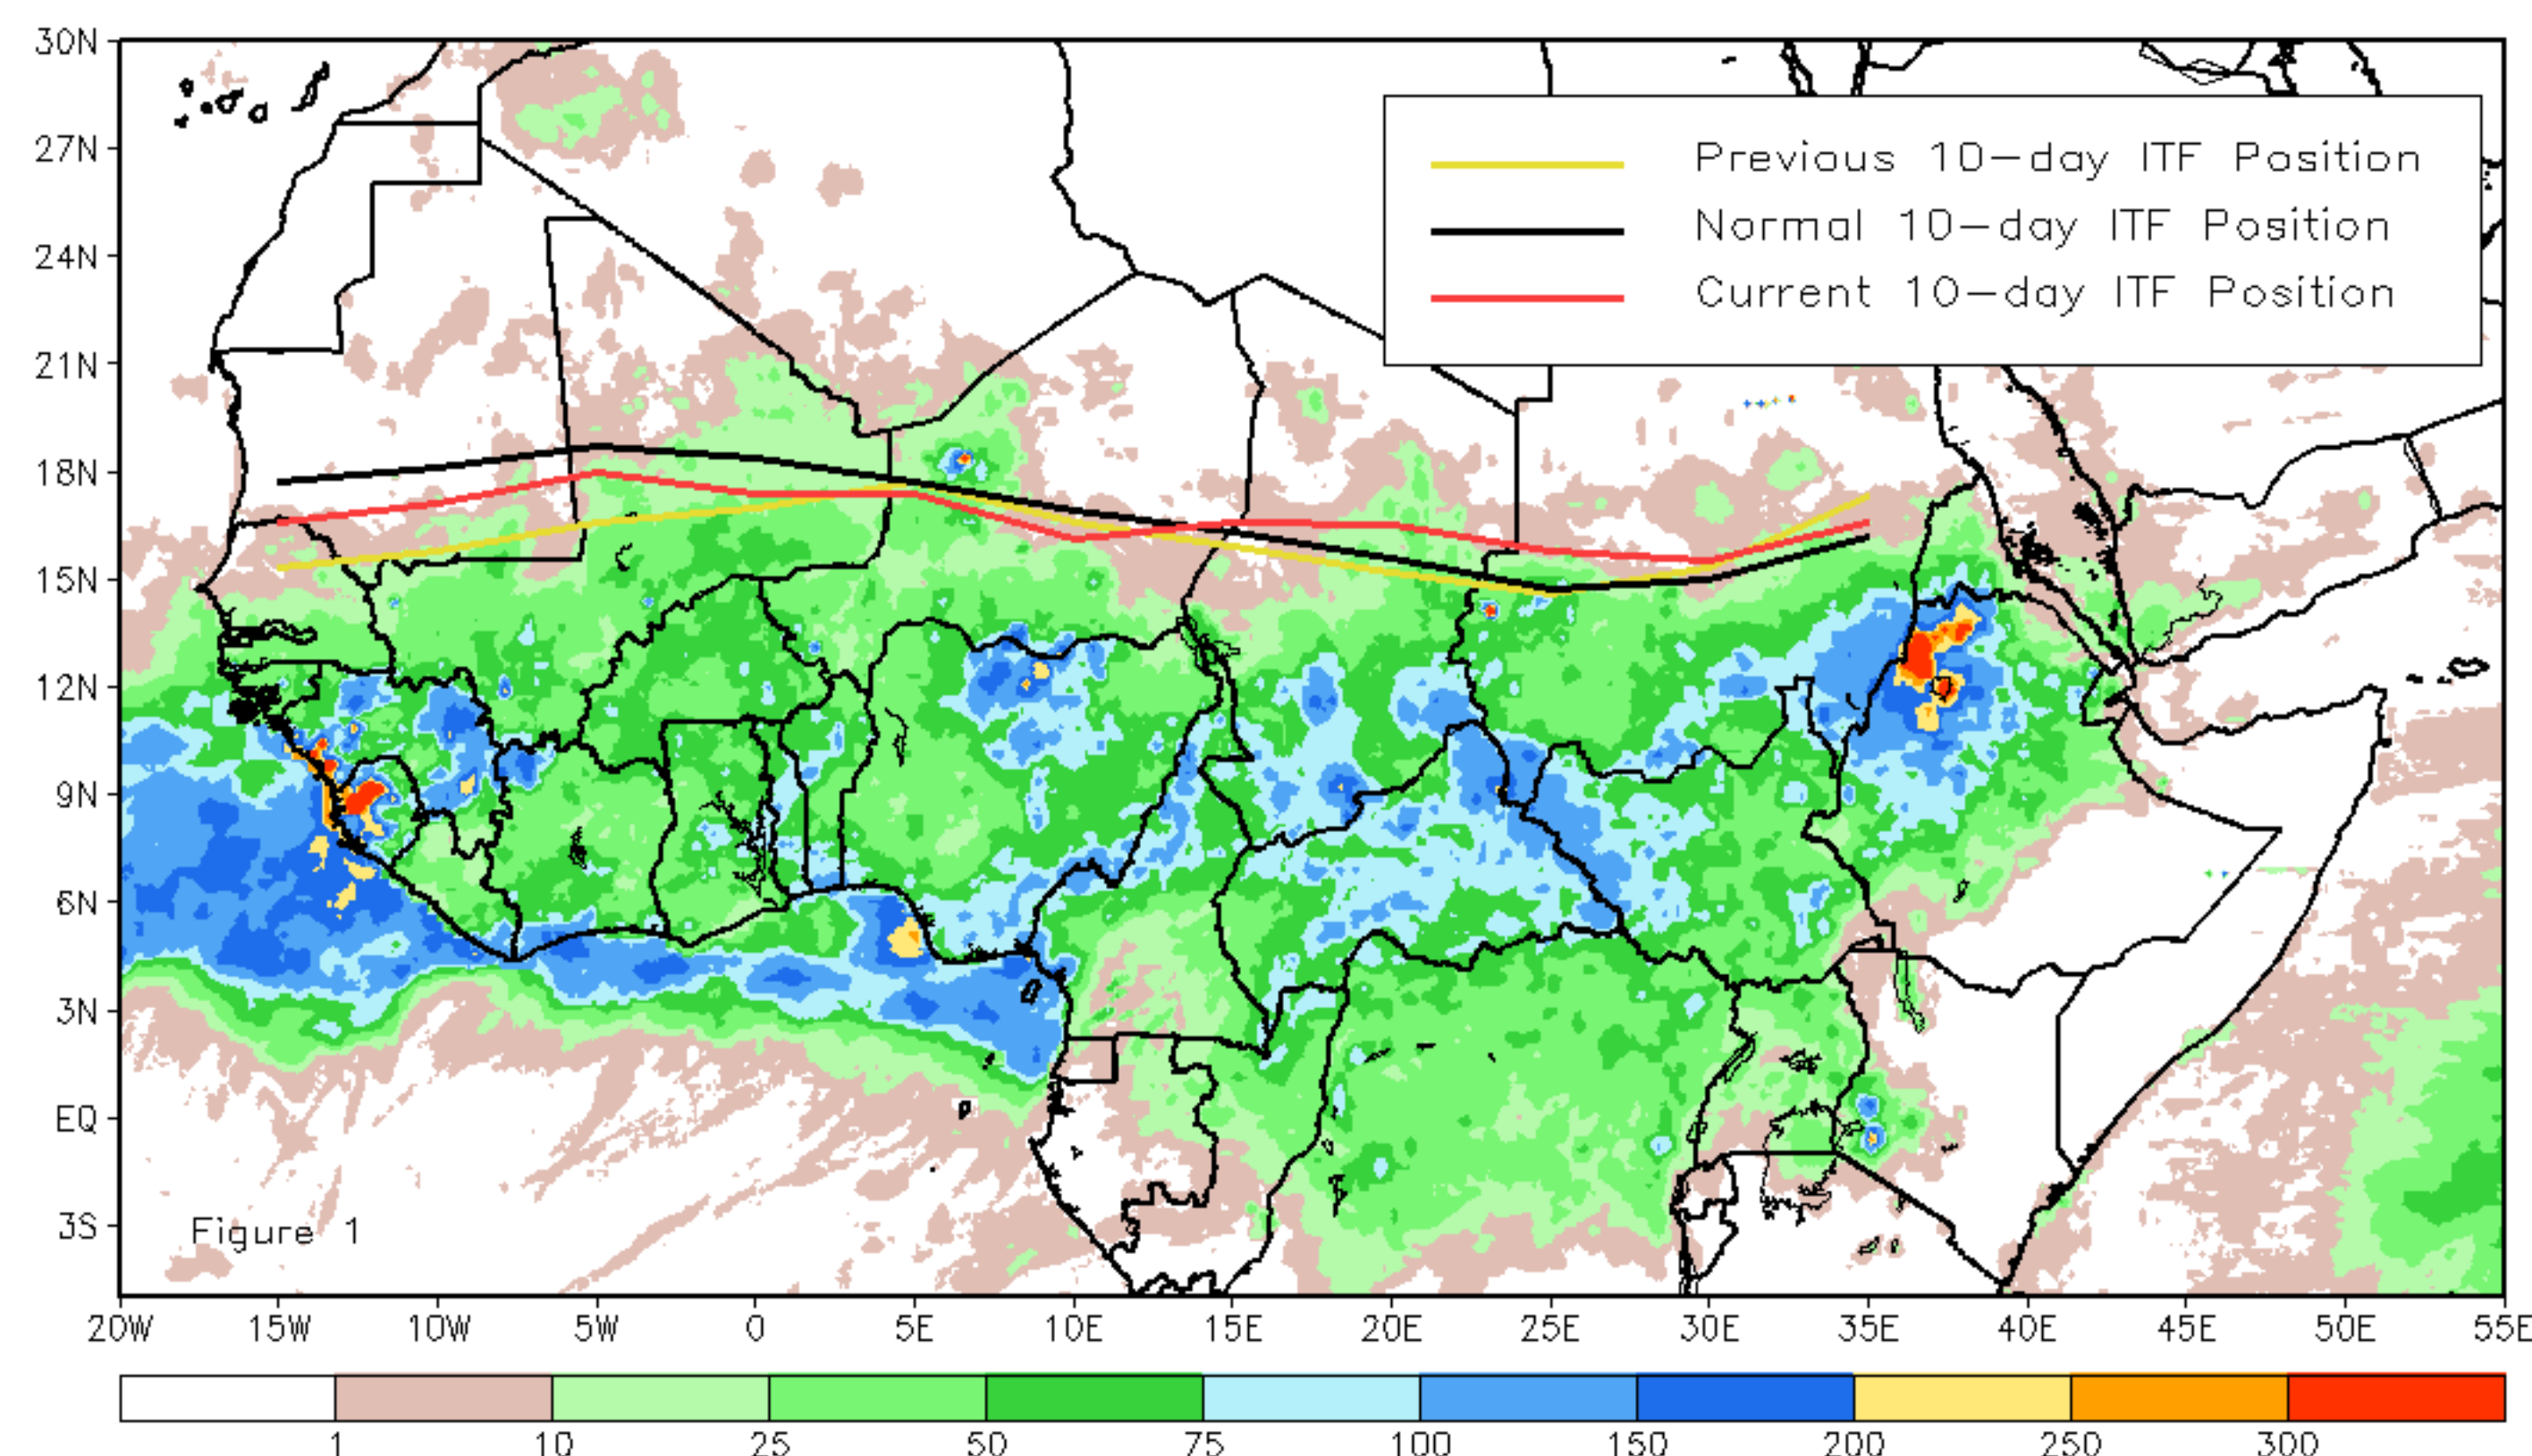 30N
27N
24N
21N
18N
15N
12N
9N
6N
3N
EQ
3S
Previous 10-day ITF Position
Normal 10-day ITF Position
Current 10-day ITF Position
Figure 1
20W 15W 10W 5W 0 5E 10E 15E 20E 25E 30E 35E 40E 45E 50E 55E
1 10 25 50 75 100 150 200 250 300